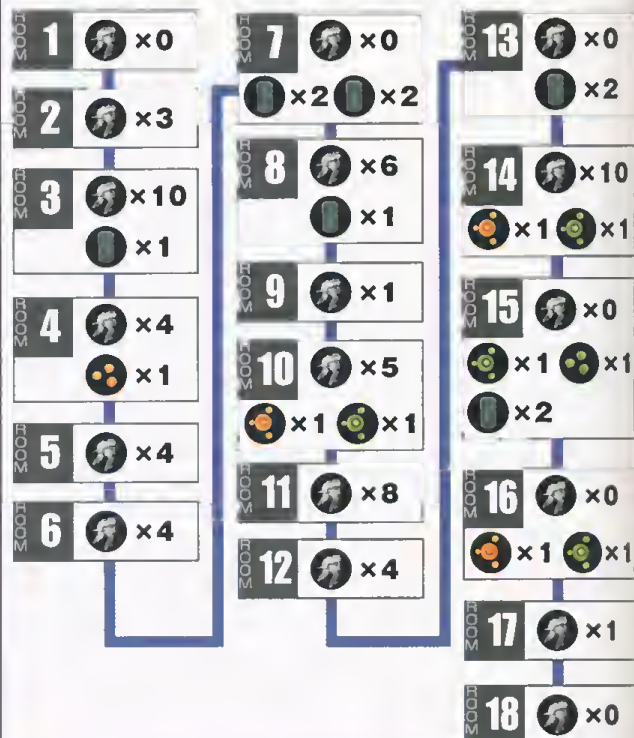 ROOM 1 ×0
ROOM 2 ×3
ROOM 3 ×10
×1
ROOM 4 ×4
×1
ROOM 5 ×4
ROOM 6 ×4
ROOM 7 ×0
×2 ×2
ROOM 8 ×6
×1
ROOM 9 ×1
ROOM 10 ×5
×1 ×1
ROOM 11 ×8
ROOM 12 ×4
ROOM 13 ×0
×2
ROOM 14 ×10
×1 ×1
ROOM 15 ×0
×1 ×1
×2
ROOM 16 ×0
×1 ×1
ROOM 17 ×1
ROOM 18 ×0